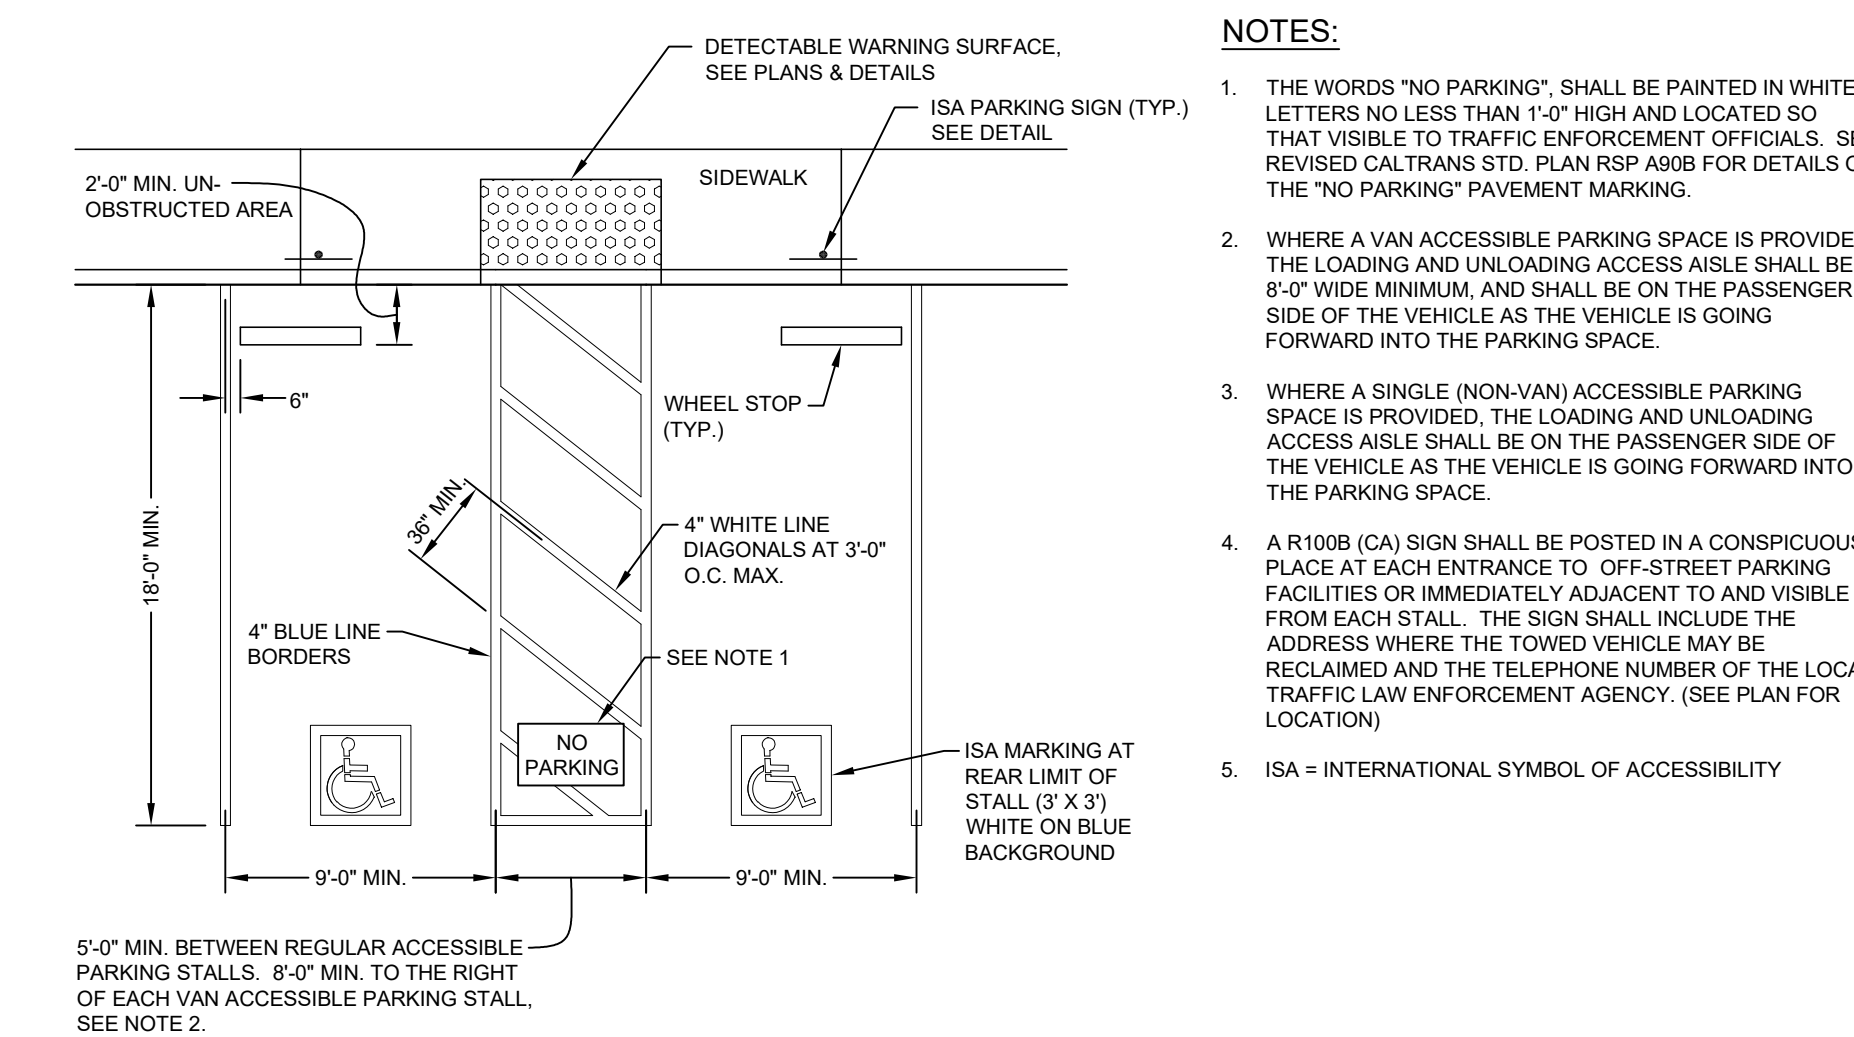 DETECTABLE WARNING SURFACE,
SEE PLANS & DETAILS
ISA PARKING SIGN (TYP.)
SEE DETAIL
SIDEWALK
2'-0" MIN. UN-
OBSTRUCTED AREA
6"
WHEEL STOP
(TYP.)
36" MIN.
18'-0" MIN.
4" WHITE LINE
DIAGONALS AT 3'-0"
O.C. MAX.
4" BLUE LINE
BORDERS
SEE NOTE 1
NO
PARKING
ISA MARKING AT
REAR LIMIT OF
STALL (3' X 3')
WHITE ON BLUE
BACKGROUND
9'-0" MIN.
9'-0" MIN.
5'-0" MIN. BETWEEN REGULAR ACCESSIBLE
PARKING STALLS.  8'-0" MIN. TO THE RIGHT
OF EACH VAN ACCESSIBLE PARKING STALL,
SEE NOTE 2.
NOTES:
1. THE WORDS "NO PARKING", SHALL BE PAINTED IN WHITE
LETTERS NO LESS THAN 1'-0" HIGH AND LOCATED SO
THAT VISIBLE TO TRAFFIC ENFORCEMENT OFFICIALS.
REVISED CALTRANS STD. PLAN RSP A90B FOR DETAILS
THE "NO PARKING" PAVEMENT MARKING.
2. WHERE A VAN ACCESSIBLE PARKING SPACE IS PROVIDE
THE LOADING AND UNLOADING ACCESS AISLE SHALL BE
8'-0" WIDE MINIMUM, AND SHALL BE ON THE PASSENGER
SIDE OF THE VEHICLE AS THE VEHICLE IS GOING
FORWARD INTO THE PARKING SPACE.
3. WHERE A SINGLE (NON-VAN) ACCESSIBLE PARKING
SPACE IS PROVIDED, THE LOADING AND UNLOADING
ACCESS AISLE SHALL BE ON THE PASSENGER SIDE OF
THE VEHICLE AS THE VEHICLE IS GOING FORWARD INTO
THE PARKING SPACE.
4. A R100B (CA) SIGN SHALL BE POSTED IN A CONSPICUOUS
PLACE AT EACH ENTRANCE TO  OFF-STREET PARKING
FACILITIES OR IMMEDIATELY ADJACENT TO AND VISIBLE
FROM EACH STALL.  THE SIGN SHALL INCLUDE THE
ADDRESS WHERE THE TOWED VEHICLE MAY BE
RECLAIMED AND THE TELEPHONE NUMBER OF THE LOCA
TRAFFIC LAW ENFORCEMENT AGENCY. (SEE PLAN FOR
LOCATION)
5. ISA = INTERNATIONAL SYMBOL OF ACCESSIBILITY